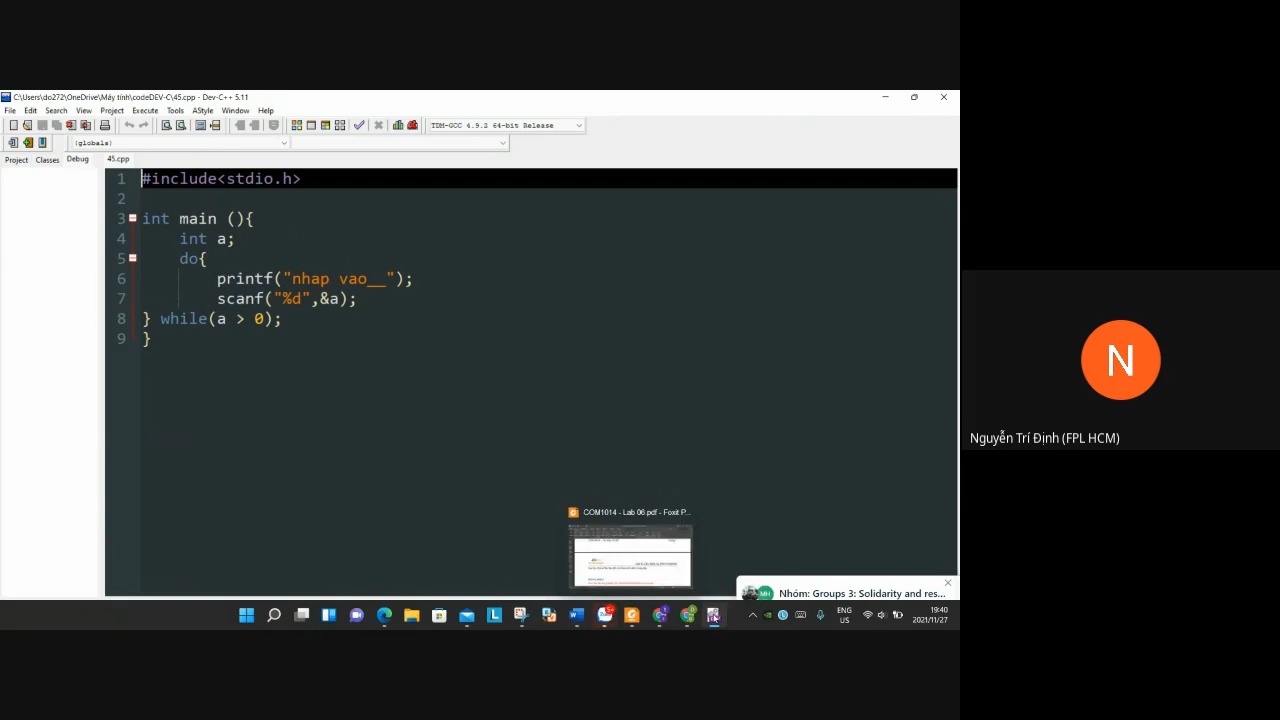 C:\Users\do272\OneDrive\Máy tính\codeDEV-C\45.cpp - Dev-C++ 5.11
File Edit Search View Project Execute Tools AStyle Window Help
TDM-GCC 4.9.2 64-bit Release
(globals)
Project Classes Debug 45.cpp
1 #include<stdio.h>
2
3 int main (){
4 int a;
5 do{
6 printf("nhap vao__");
7 scanf("%d",&a);
8 } while(a > 0);
9 }
N
Nguyễn Trí Định (FPL HCM)
COM1014 - Lab 06.pdf - Foxit P...
MH
Nhóm: Groups 3: Solidarity and res...
ENG
US
19:40
2021/11/27